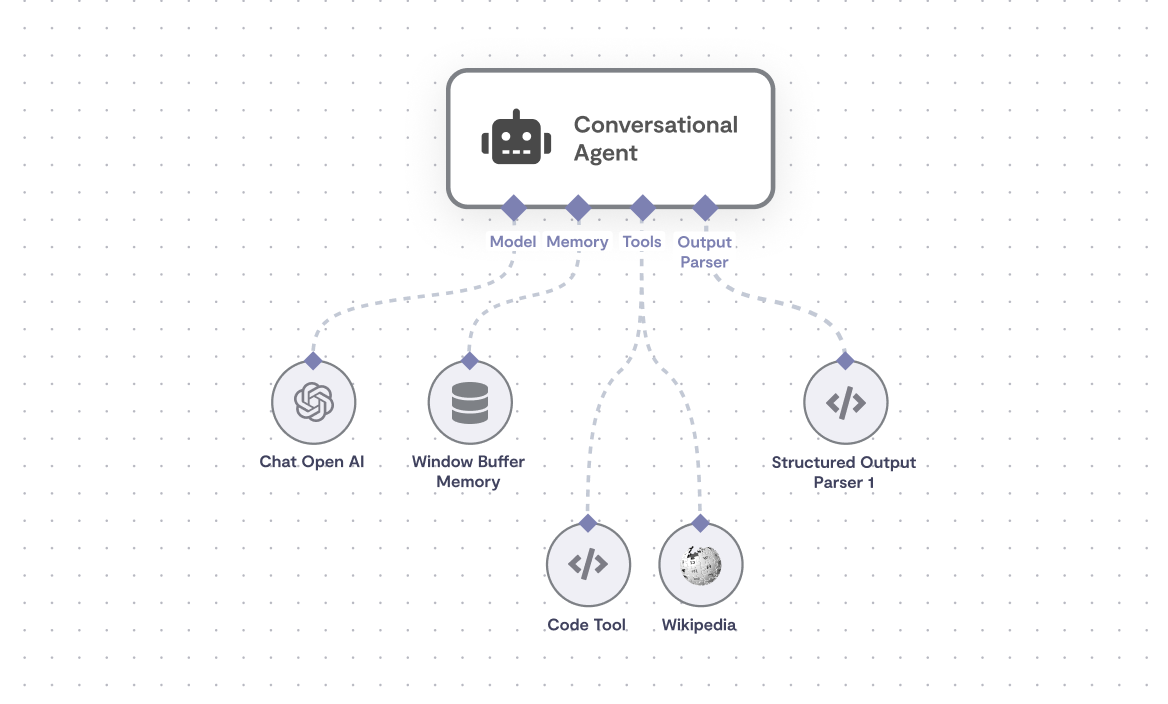 Conversational
Agent
Model
Memory
Tools
Output
Parser
Chat Open AI
Window Buffer
Memory
Structured Output
Parser 1
Code Tool
Wikipedia